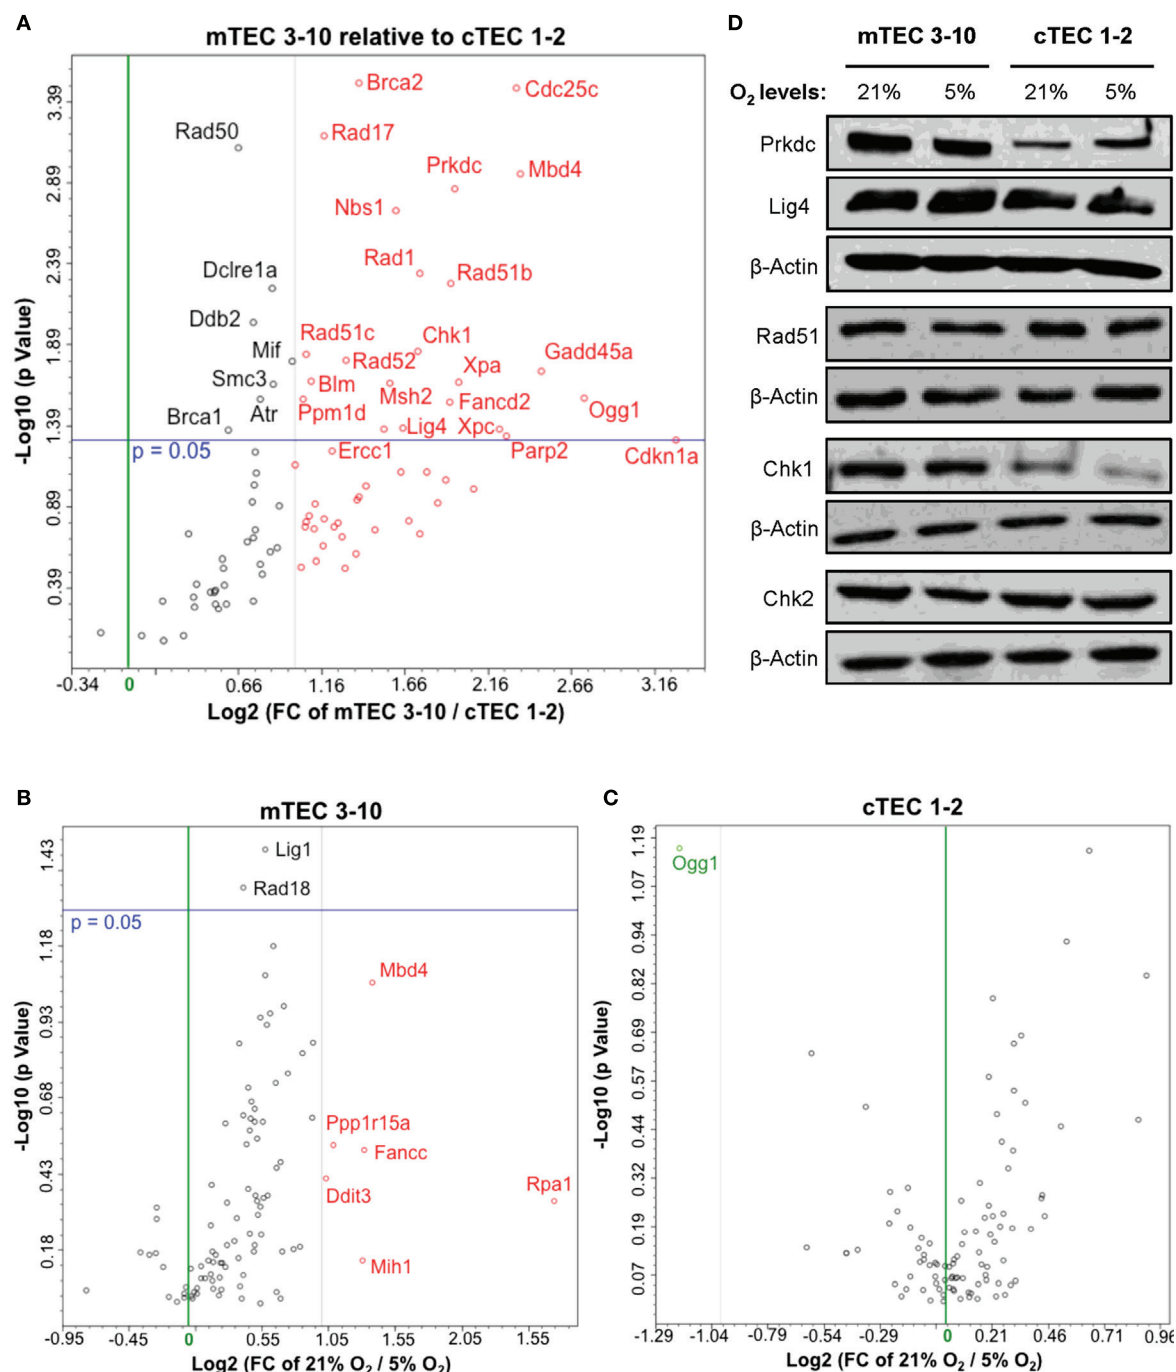 A
mTEC 3-10 relative to cTEC 1-2
-Log10 (p Value)
3.39
2.89
2.39
1.89
1.39
0.89
0.39
Brca2
Cdc25c
Rad50
Rad17
Prkdc
Mbd4
Nbs1
Rad1
Rad51b
Dclre1a
Ddb2
Rad51c
Chk1
Gadd45a
Mif
Rad52
Xpa
Smc3
Blm
Msh2
Fancd2
Ogg1
Brca1
Atr
Ppm1d
Lig4
Xpc
p = 0.05
Ercc1
Parp2
Cdkn1a
-0.34 0 0.66 1.16 1.66 2.16 2.66 3.16
Log2 (FC of mTEC 3-10 / cTEC 1-2)
D
mTEC 3-10 cTEC 1-2
O2 levels: 21% 5% 21% 5%
Prkdc
Lig4
β-Actin
Rad51
β-Actin
Chk1
β-Actin
Chk2
β-Actin
B
mTEC 3-10
-Log10 (p Value)
1.43
1.18
0.93
0.68
0.43
0.18
Lig1
Rad18
p = 0.05
Mbd4
Ppp1r15a
Fancc
Ddit3
Rpa1
Mih1
-0.95 -0.45 0 0.55 1.05 1.55 2.05 1.55
Log2 (FC of 21% O2 / 5% O2)
C
cTEC 1-2
-Log10 (p Value)
1.19
1.07
0.94
0.82
0.69
0.57
0.44
0.32
0.19
0.07
Ogg1
-1.29 -1.04 -0.79 -0.54 -0.29 0 0.21 0.46 0.71 0.96
Log2 (FC of 21% O2 / 5% O2)